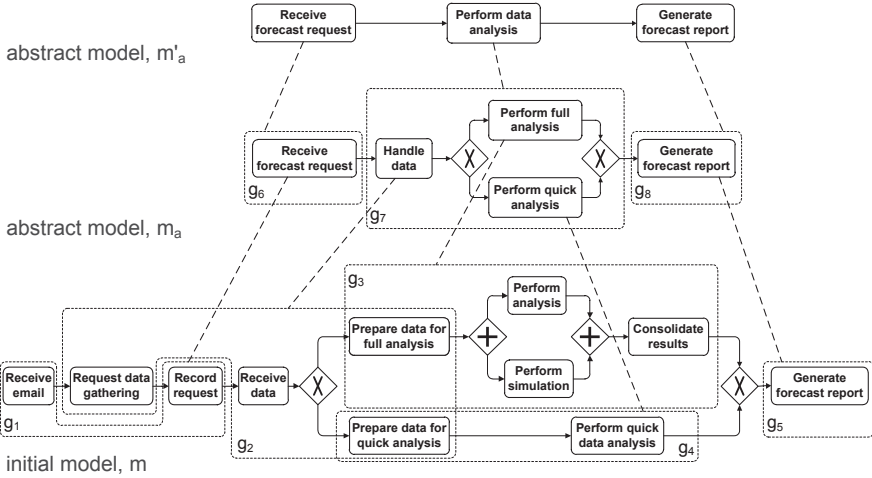 Receive
forecast request
Perform data
analysis
Generate
forecast report
abstract model, m'a
Perform full
analysis
Receive
forecast request
Handle
data
X
X
Generate
forecast report
Perform quick
analysis
g6
g7
g8
abstract model, ma
g3
Perform
analysis
Prepare data for
full analysis
+
+
Consolidate
results
Perform
simulation
Receive
email
Request data
gathering
Record
request
Receive
data
X
X
Generate
forecast report
g1
g2
Prepare data for
quick analysis
Perform quick
data analysis
g4
g5
initial model, m